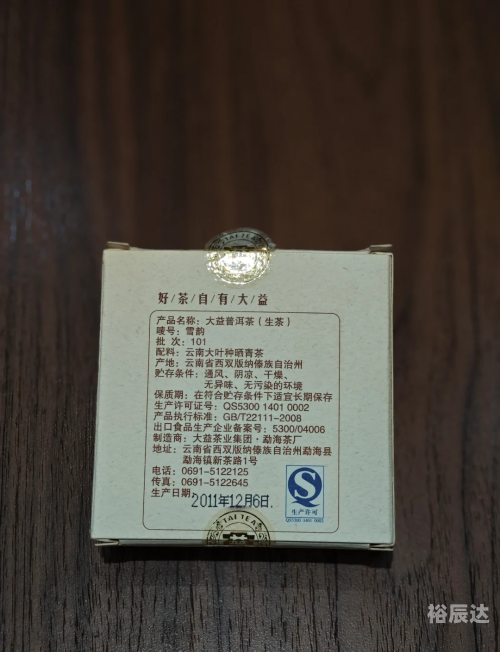 TAETEA
好/茶/自/有/大/益
产品名称：大益普洱茶（生茶）
唛号：雪韵
批 次：101
配料：云南大叶种晒青茶
产地：云南省西双版纳傣族自治州
贮存条件：通风、阴凉、干燥、
无异味、无污染的环境
保质期：在符合贮存条件下适宜长期保存
生产许可证号：QS5300 1401 0002
产品执行标准：GB/T22111-2008
出口食品生产企业备案号：5300/04006
制造商：大益茶业集团·勐海茶厂
地址：云南省西双版纳傣族自治州勐海县
勐海镇新茶路1号
电话：0691-5122125
传真：0691-5122645
生产日期：2011年12月6日.
QS
生产许可
TAETEA
裕辰达